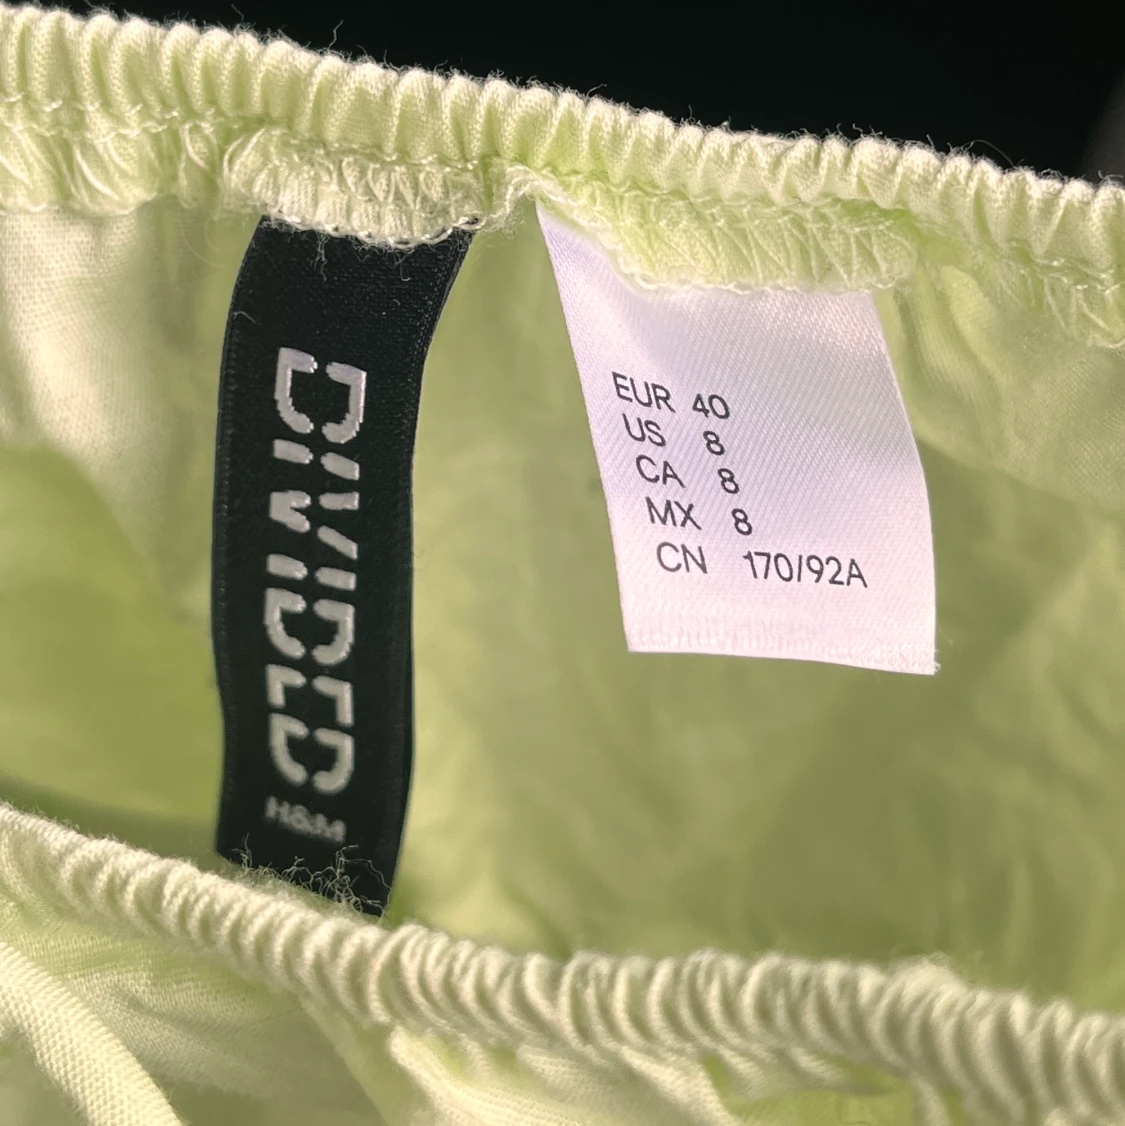 DIVIDED
H&M
EUR 40
US 8
CA 8
MX 8
CN 170/92A